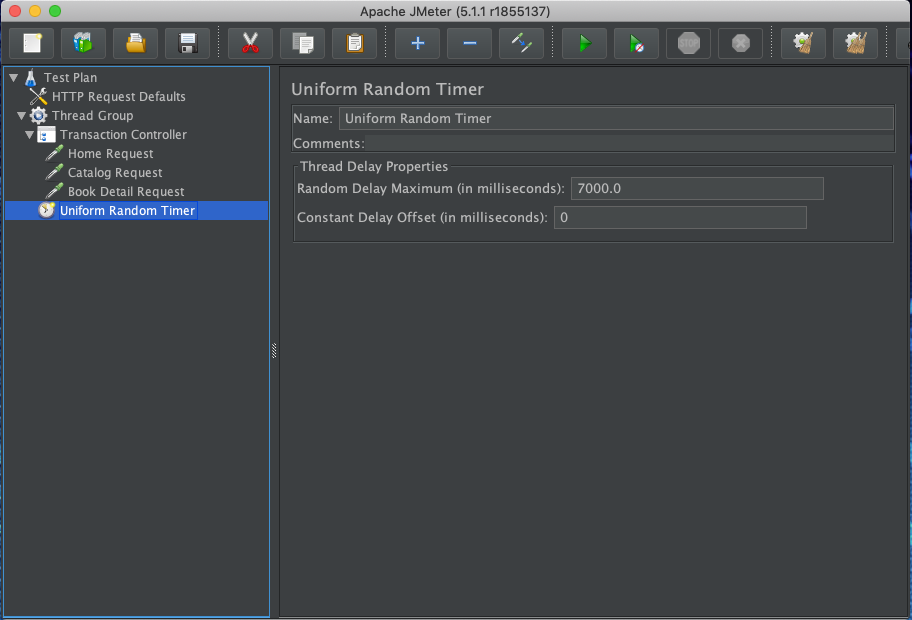 Apache JMeter (5.1.1 r1855137)
STOP
Test Plan
HTTP Request Defaults
Thread Group
Transaction Controller
Home Request
Catalog Request
Book Detail Request
Uniform Random Timer
Uniform Random Timer
Name: Uniform Random Timer
Comments:
Thread Delay Properties
Random Delay Maximum (in milliseconds): 7000.0
Constant Delay Offset (in milliseconds): 0